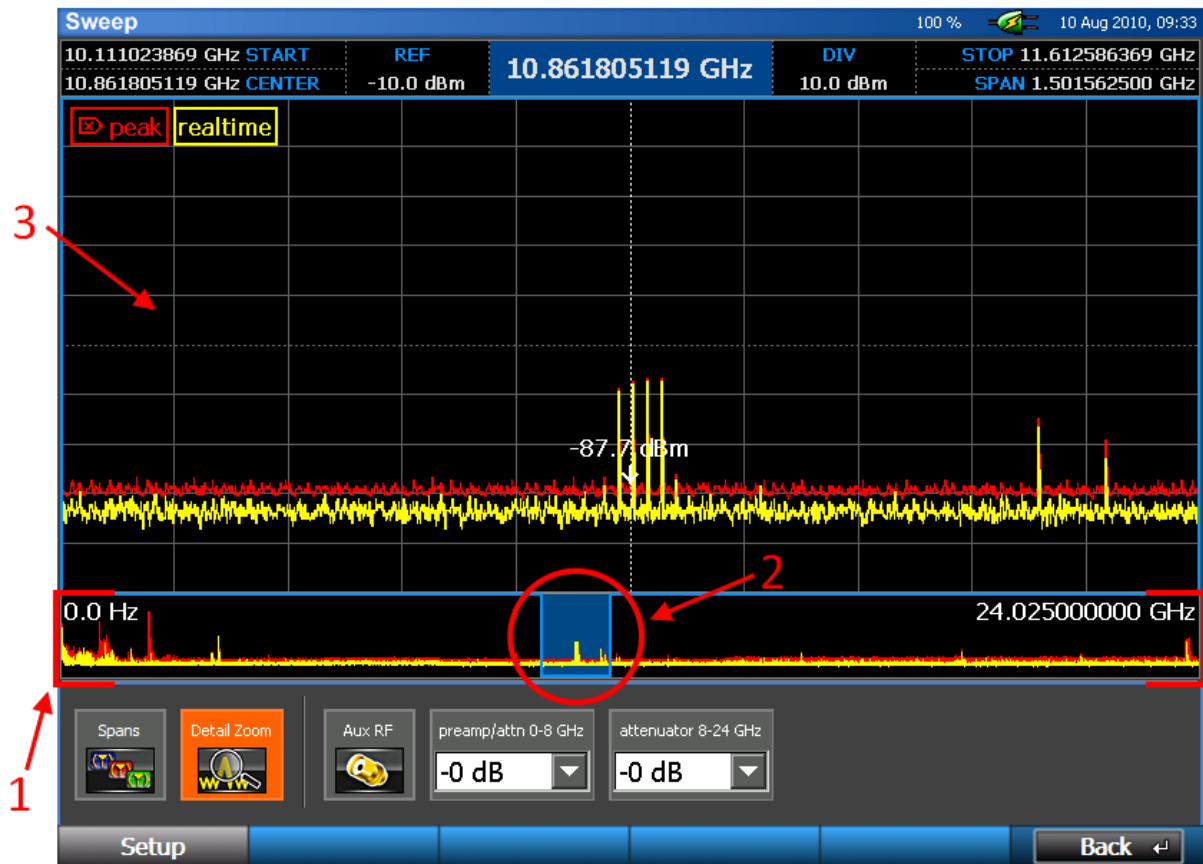 Sweep
100 %
10 Aug 2010, 09:33
10.111023869 GHz START
REF
10.861805119 GHz
DIV
STOP 11.612586369 GHz
10.861805119 GHz CENTER
-10.0 dBm
10.0 dBm
SPAN 1.501562500 GHz
peak
realtime
3
-87.7 dBm
2
0.0 Hz
24.025000000 GHz
Spans
Detail Zoom
Aux RF
preamp/attn 0-8 GHz
attenuator 8-24 GHz
-0 dB
-0 dB
1
Setup
Back